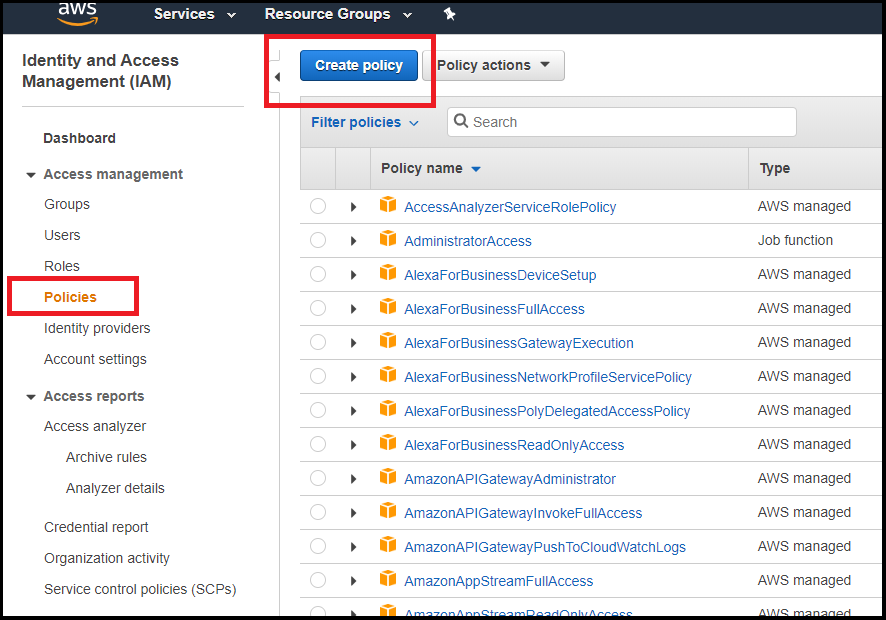 aws
Services
Resource Groups
Identity and Access
Management (IAM)
Dashboard
Access management
Groups
Users
Roles
Policies
Identity providers
Account settings
Access reports
Access analyzer
Archive rules
Analyzer details
Credential report
Organization activity
Service control policies (SCPs)
Create policy
Policy actions
Filter policies
Search
Policy name Type
AccessAnalyzerServiceRolePolicy AWS managed
AdministratorAccess Job function
AlexaForBusinessDeviceSetup AWS managed
AlexaForBusinessFullAccess AWS managed
AlexaForBusinessGatewayExecution AWS managed
AlexaForBusinessNetworkProfileServicePolicy AWS managed
AlexaForBusinessPolyDelegatedAccessPolicy AWS managed
AlexaForBusinessReadOnlyAccess AWS managed
AmazonAPIGatewayAdministrator AWS managed
AmazonAPIGatewayInvokeFullAccess AWS managed
AmazonAPIGatewayPushToCloudWatchLogs AWS managed
AmazonAppStreamFullAccess AWS managed
AmazonAppStreamReadOnlyAccess AWS managed